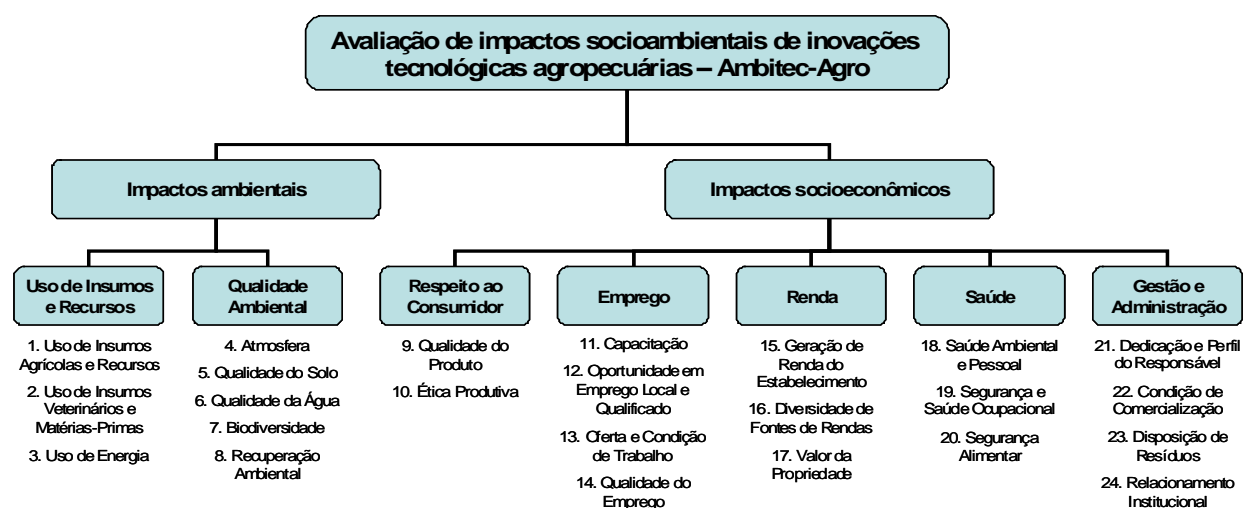 Avaliação de impactos socioambientais de inovações
tecnológicas agropecuárias – Ambitec-Agro
Impactos ambientais
Impactos socioeconômicos
Uso de Insumos
e Recursos
Qualidade
Ambiental
Respeito ao
Consumidor
Emprego
Renda
Saúde
Gestão e
Administração
1. Uso de Insumos
Agrícolas e Recursos
2. Uso de Insumos
Veterinários e
Matérias-Primas
3. Uso de Energia
4. Atmosfera
5. Qualidade do Solo
6. Qualidade da Água
7. Biodiversidade
8. Recuperação
Ambiental
9. Qualidade do
Produto
10. Ética Produtiva
11. Capacitação
12. Oportunidade em
Emprego Local e
Qualificado
13. Oferta e Condição
de Trabalho
14. Qualidade do
Emprego
15. Geração de
Renda do
Estabelecimento
16. Diversidade de
Fontes de Rendas
17. Valor da
Propriedade
18. Saúde Ambiental
e Pessoal
19. Segurança e
Saúde Ocupacional
20. Segurança
Alimentar
21. Dedicação e Perfil
do Responsável
22. Condição de
Comercialização
23. Disposição de
Resíduos
24. Relacionamento
Institucional